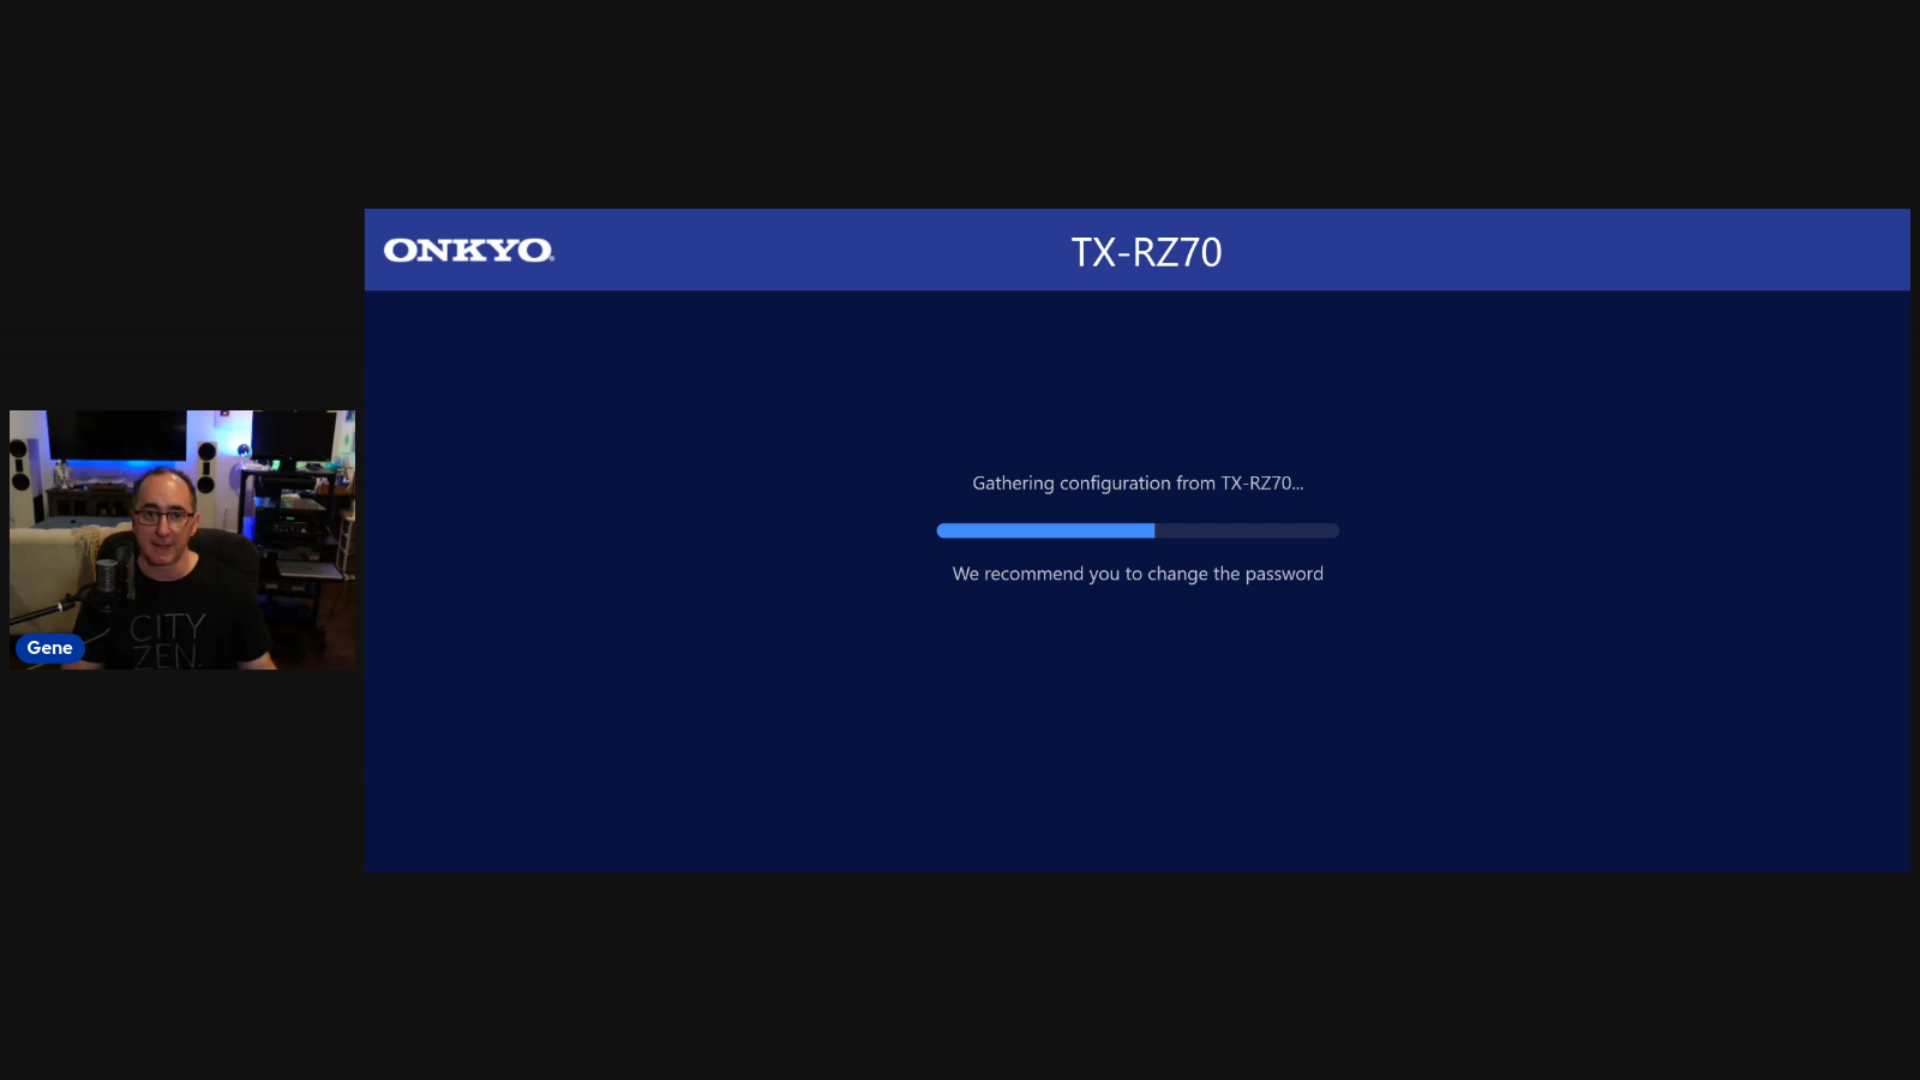 ONKYO
TX-RZ70
Gathering configuration from TX-RZ70...
We recommend you to change the password
CITY
ZEN.
Gene